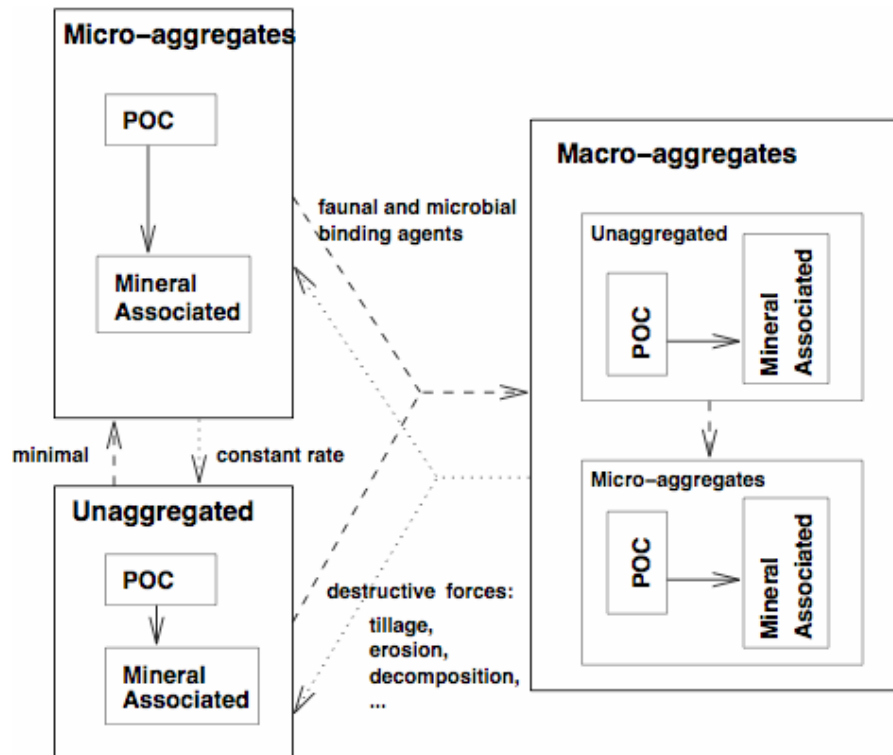 Micro-aggregates
POC
Mineral
Associated
faunal and microbial
binding agents
minimal
constant rate
Unaggregated
POC
Mineral
Associated
destructive forces:
tillage,
erosion,
decomposition,
...
Macro-aggregates
Unaggregated
POC
Mineral
Associated
Micro-aggregates
POC
Mineral
Associated